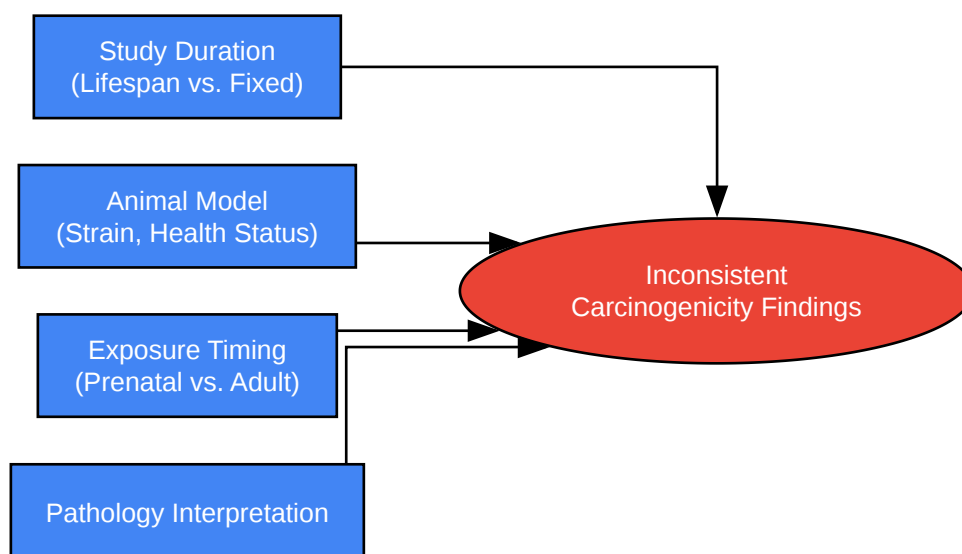 Study Duration
(Lifespan vs. Fixed)
Animal Model
(Strain, Health Status)
Inconsistent
Carcinogenicity Findings
Exposure Timing
(Prenatal vs. Adult)
Pathology Interpretation